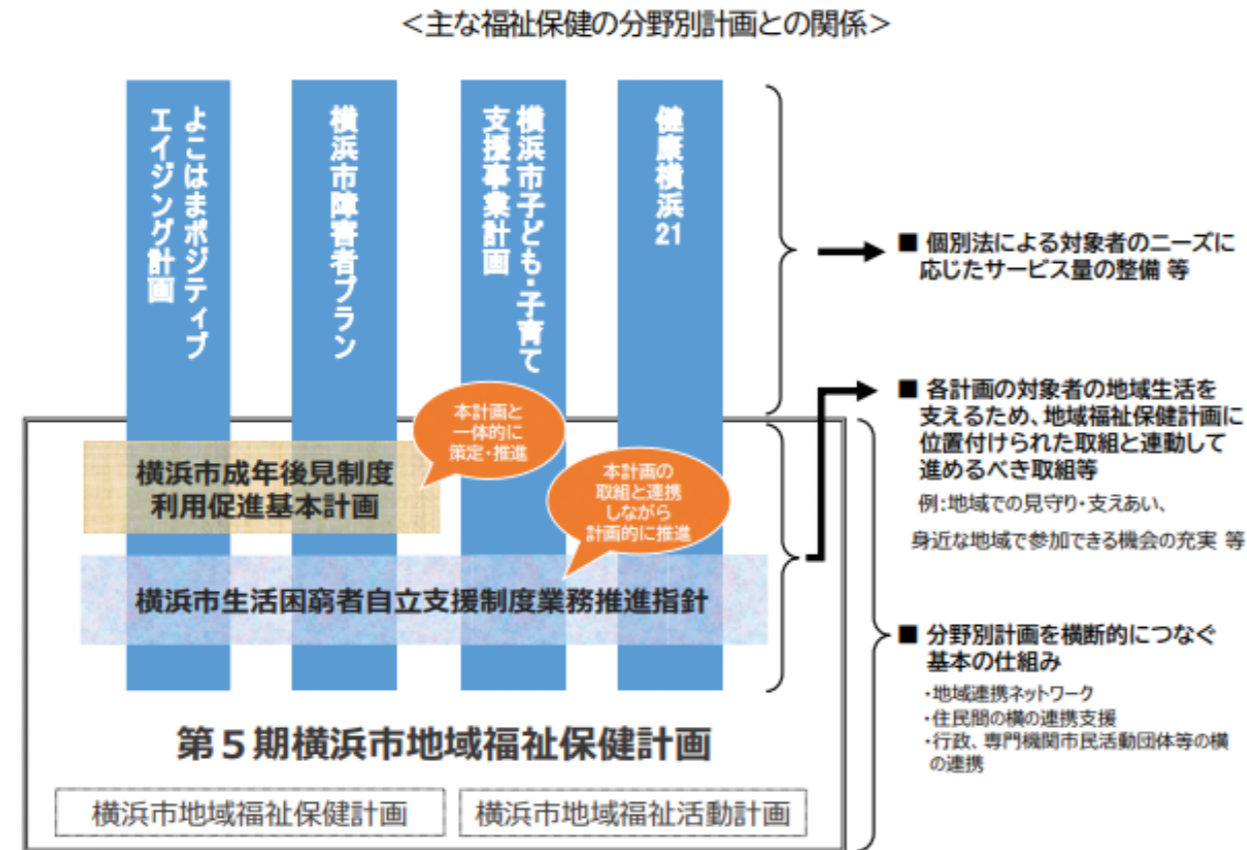 ＜主な福祉保健の分野別計画との関係＞
よこはまポジティブ
エイジング計画
横浜市障害者プラン
横浜市子ども・子育て
支援事業計画
健康横浜21
■ 個別法による対象者のニーズに
応じたサービス量の整備 等
■ 各計画の対象者の地域生活を
支えるため、地域福祉保健計画に
位置付けられた取組と連動して
進めるべき取組等
例：地域での見守り・支えあい、
身近な地域で参加できる機会の充実 等
本計画と
一体的に
策定・推進
横浜市成年後見制度
利用促進基本計画
本計画の
取組と連携
しながら
計画的に推進
横浜市生活困窮者自立支援制度業務推進指針
■ 分野別計画を横断的につなぐ
基本の仕組み
・地域連携ネットワーク
・住民間の横の連携支援
・行政、専門機関市民活動団体等の横
の連携
第５期横浜市地域福祉保健計画
横浜市地域福祉保健計画
横浜市地域福祉活動計画